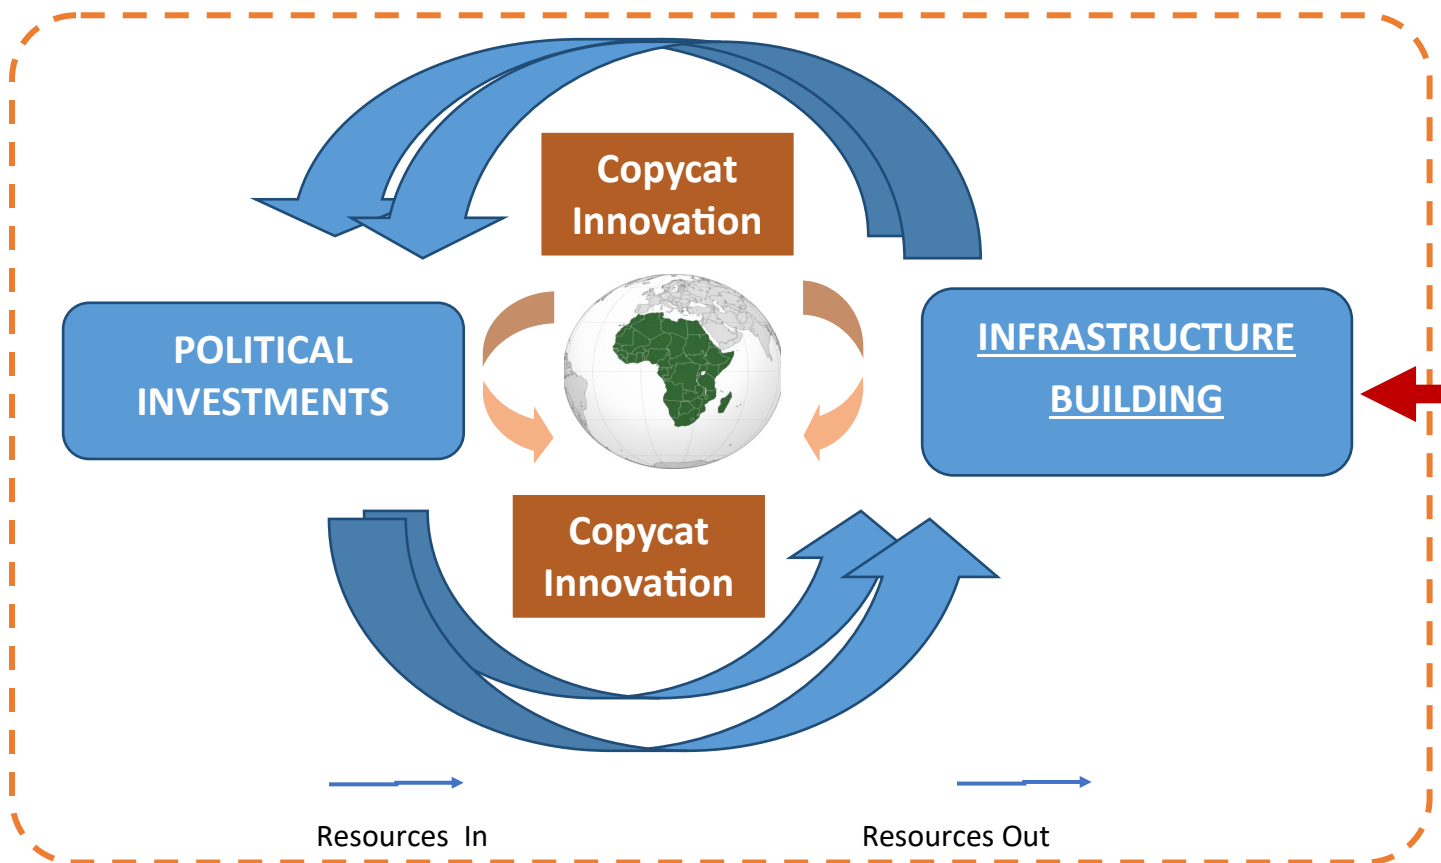 Copycat
Innovation
POLITICAL
INVESTMENTS
INFRASTRUCTURE
BUILDING
Copycat
Innovation
Resources  In
Resources Out